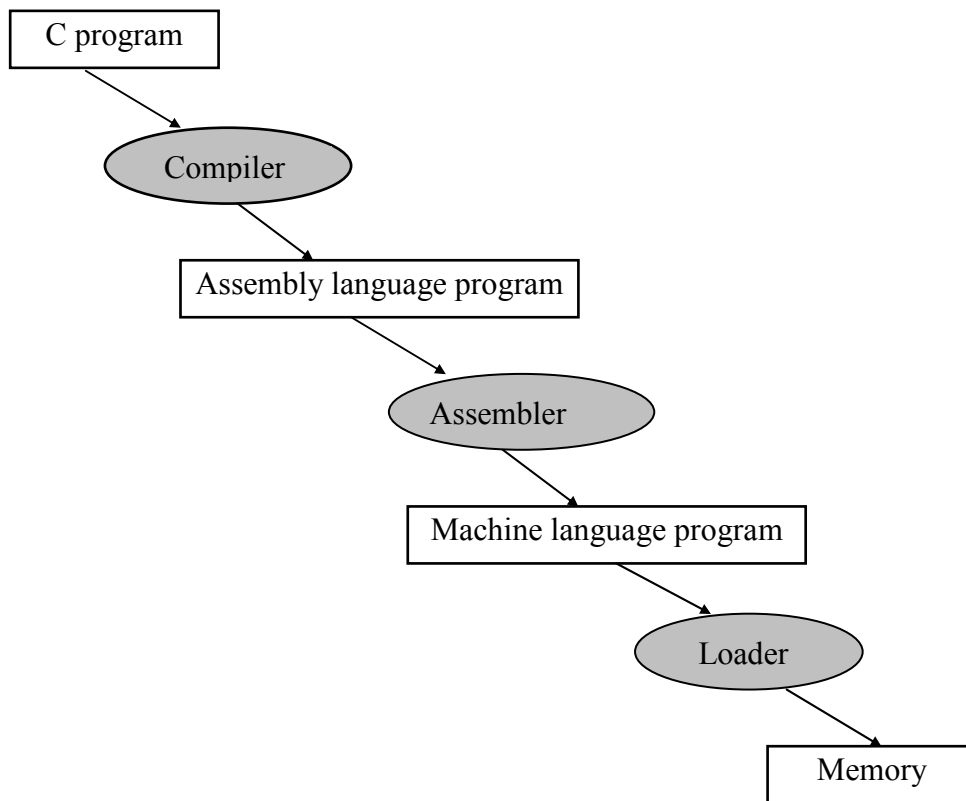 C program
Compiler
Assembly language program
Assembler
Machine language program
Loader
Memory